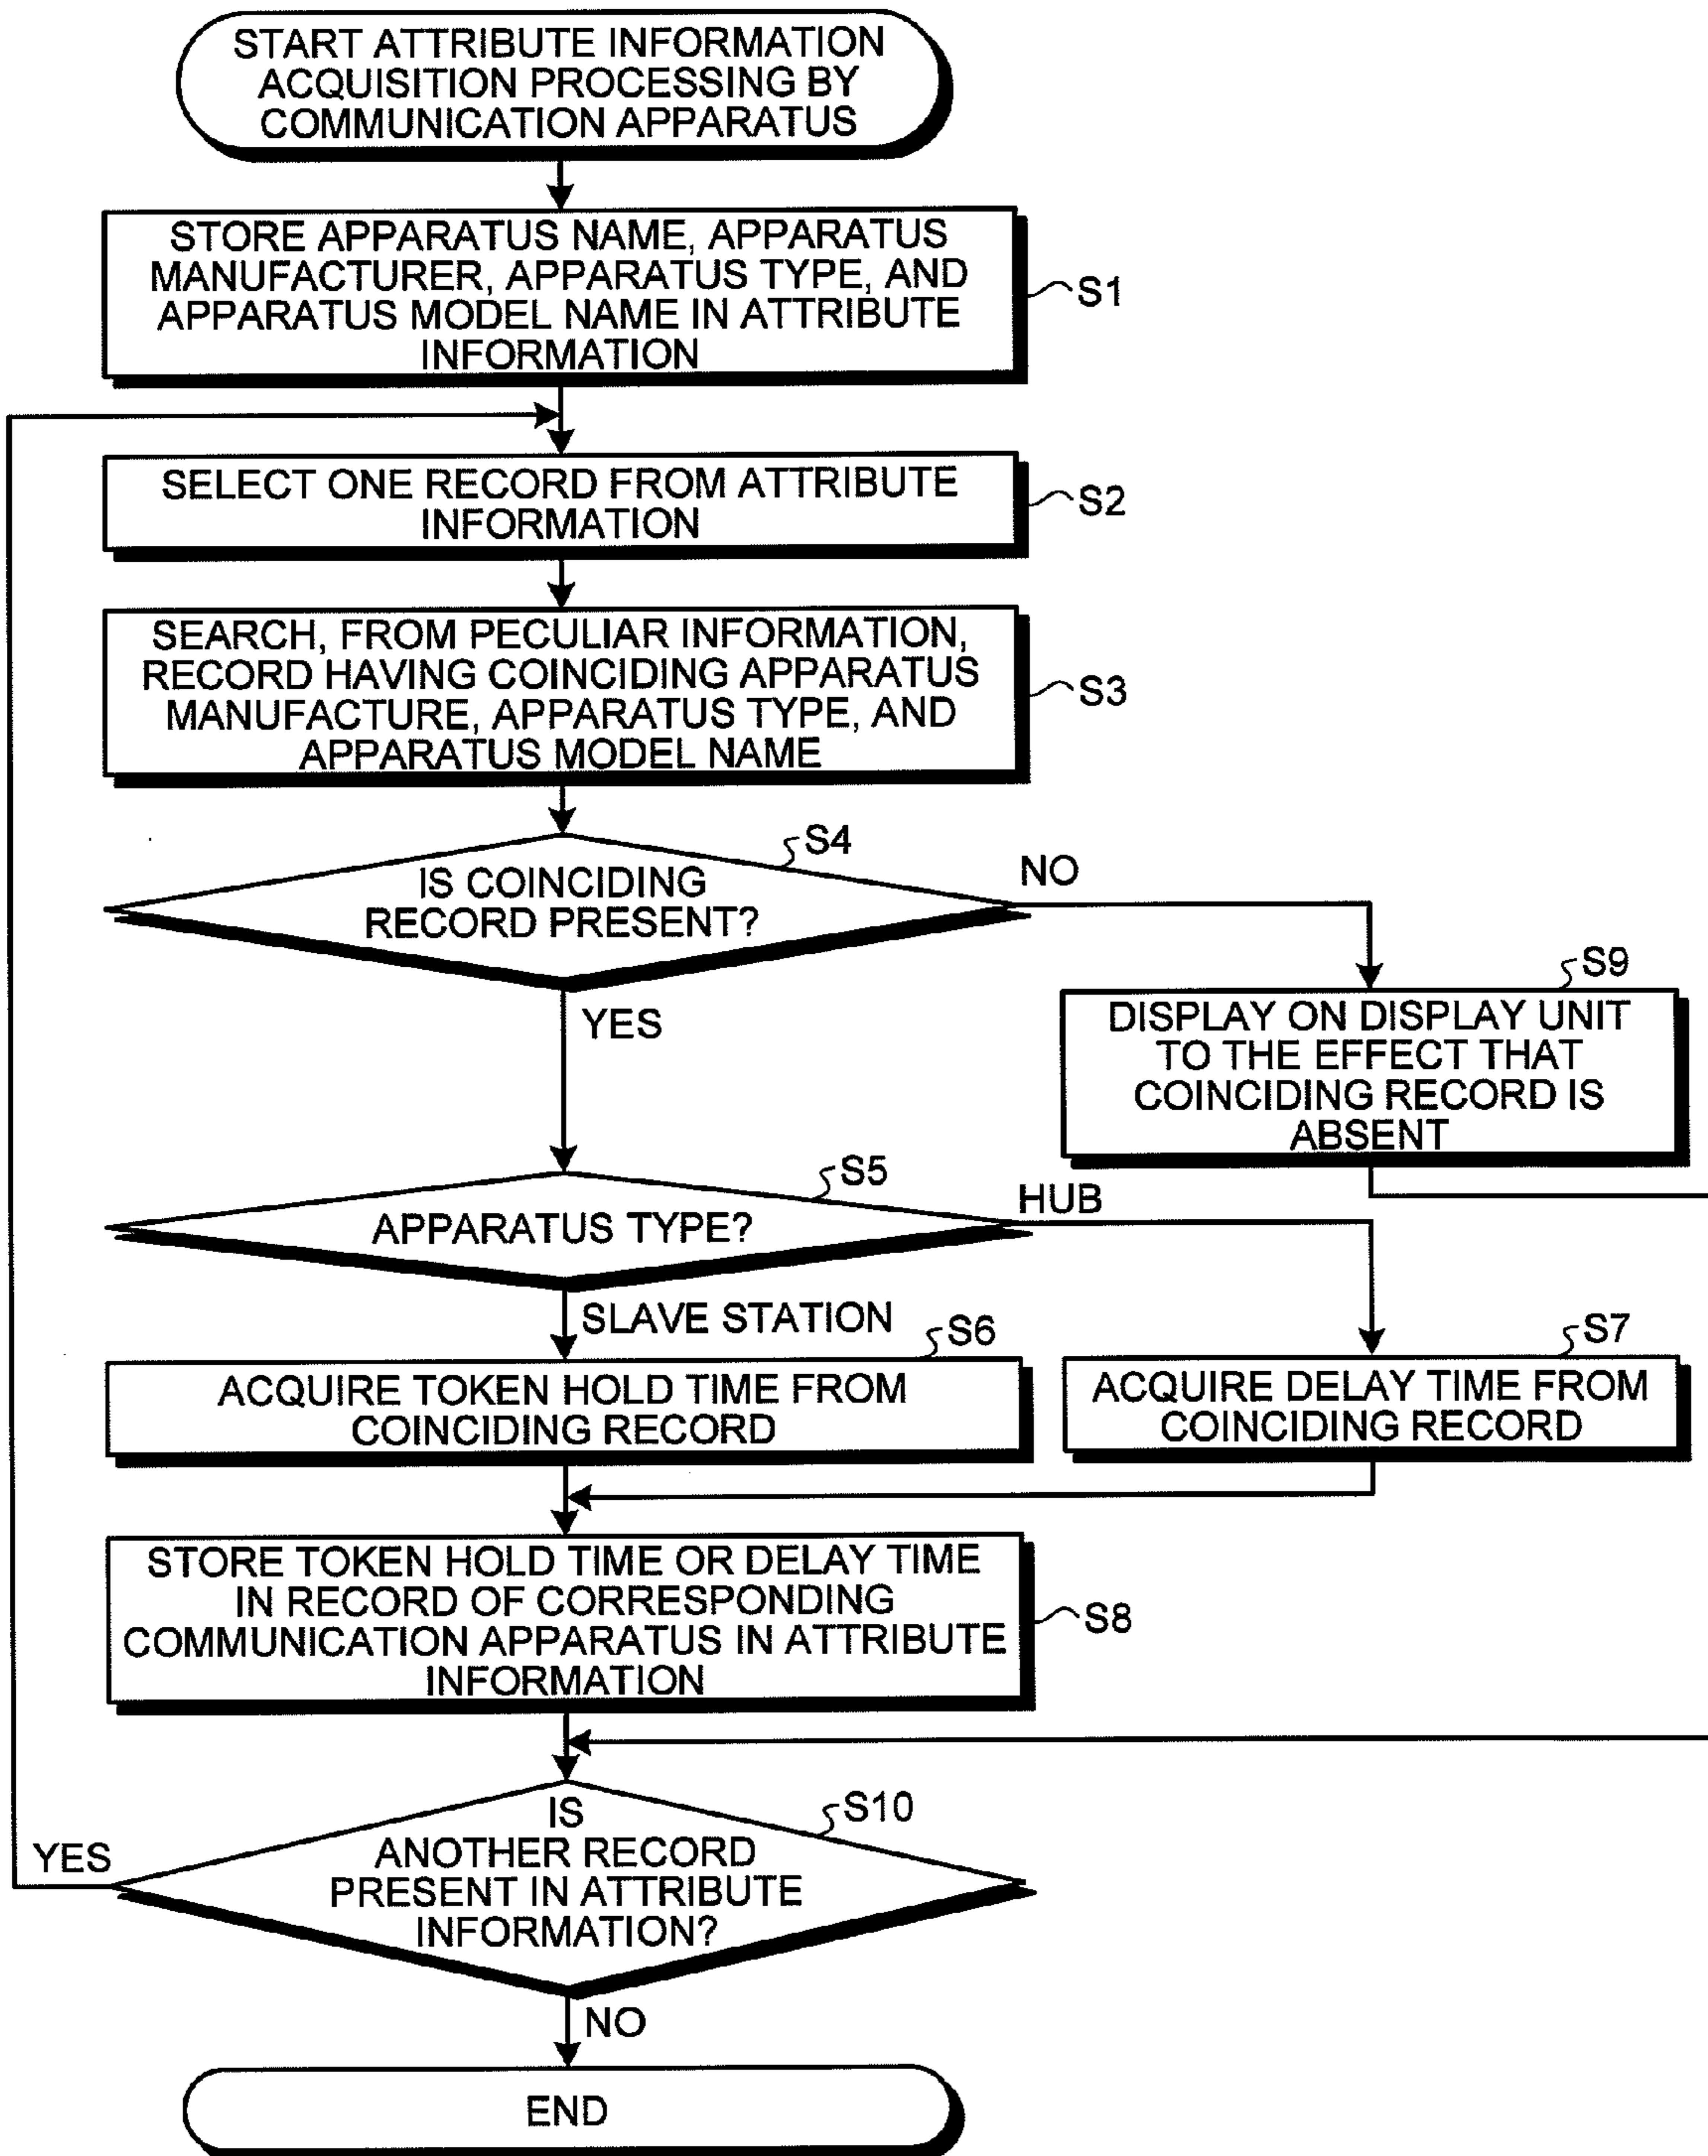 START ATTRIBUTE INFORMATION
ACQUISITION PROCESSING BY
COMMUNICATION APPARATUS
STORE APPARATUS NAME, APPARATUS
MANUFACTURER, APPARATUS TYPE, AND
APPARATUS MODEL NAME IN ATTRIBUTE
INFORMATION
S1
SELECT ONE RECORD FROM ATTRIBUTE
INFORMATION
S2
SEARCH, FROM PECULIAR INFORMATION,
RECORD HAVING COINCIDING APPARATUS
MANUFACTURE, APPARATUS TYPE, AND
APPARATUS MODEL NAME
S3
S4
IS COINCIDING
RECORD PRESENT?
NO
YES
S9
DISPLAY ON DISPLAY UNIT
TO THE EFFECT THAT
COINCIDING RECORD IS
ABSENT
S5
APPARATUS TYPE?
HUB
SLAVE STATION
S6
ACQUIRE TOKEN HOLD TIME FROM
COINCIDING RECORD
S7
ACQUIRE DELAY TIME FROM
COINCIDING RECORD
STORE TOKEN HOLD TIME OR DELAY TIME
IN RECORD OF CORRESPONDING
COMMUNICATION APPARATUS IN ATTRIBUTE
INFORMATION
S8
S10
IS
ANOTHER RECORD
PRESENT IN ATTRIBUTE
INFORMATION?
YES
NO
END